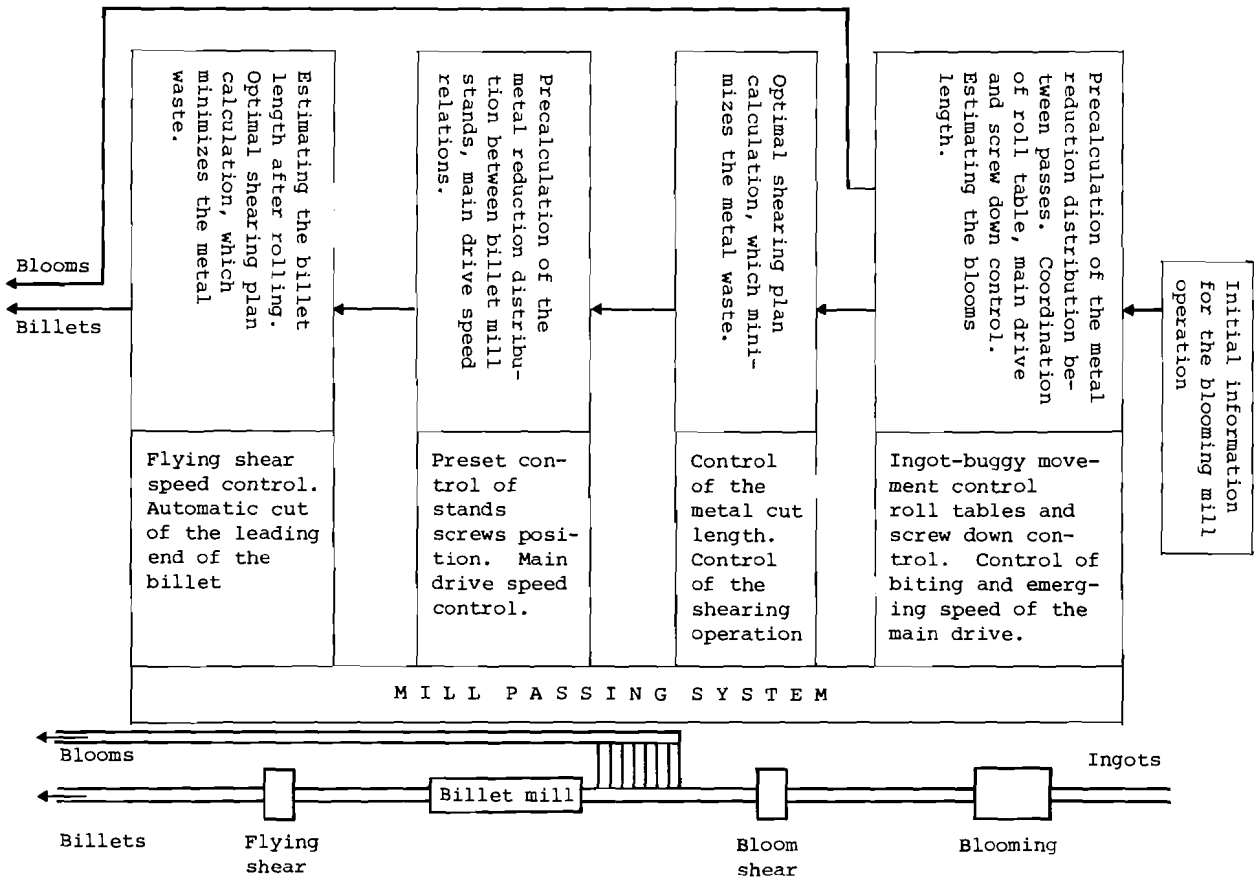 Estimating the billet
length after rolling.
Optimal shearing plan
calculation, which
minimizes the metal
waste.
Precalculation of the
metal reduction distribu-
tion between billet mill
stands, main drive speed
relations.
Optimal shearing plan
calculation, which mini-
mizes the metal waste.
Precalculation of the metal
reduction distribution be-
tween passes. Coordination
of roll table, main drive
and screw down control.
Estimating the blooms
length.
Initial information
for the blooming mill
operation
Blooms
Billets
Flying shear
speed control.
Automatic cut
of the leading
end of the
billet
Preset con-
trol of
stands
screws posi-
tion. Main
drive speed
control.
Control
of the
metal cut
length.
Control
of the
shearing
operation
Ingot-buggy move-
ment control
roll tables and
screw down con-
trol. Control of
biting and emerg-
ing speed of the
main drive.
MILL PASSING SYSTEM
Blooms
Ingots
Billet mill
Billets
Flying
shear
Bloom
shear
Blooming